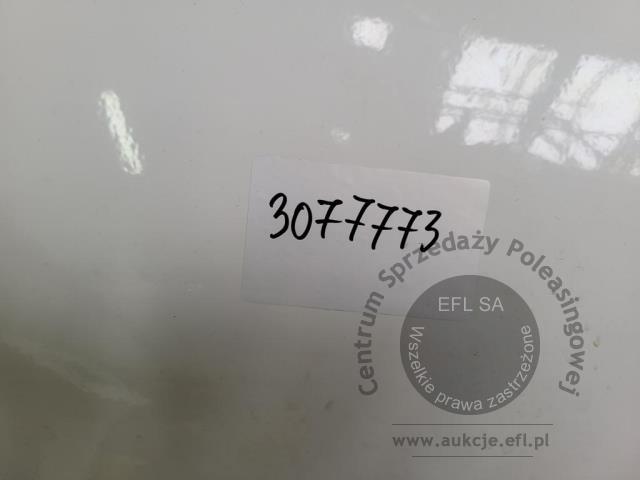 3077773
Centrum Sprzedaży Poleasingowej
EFL SA
Wszelkie prawa zastrzeżone
www.aukcje.efl.pl